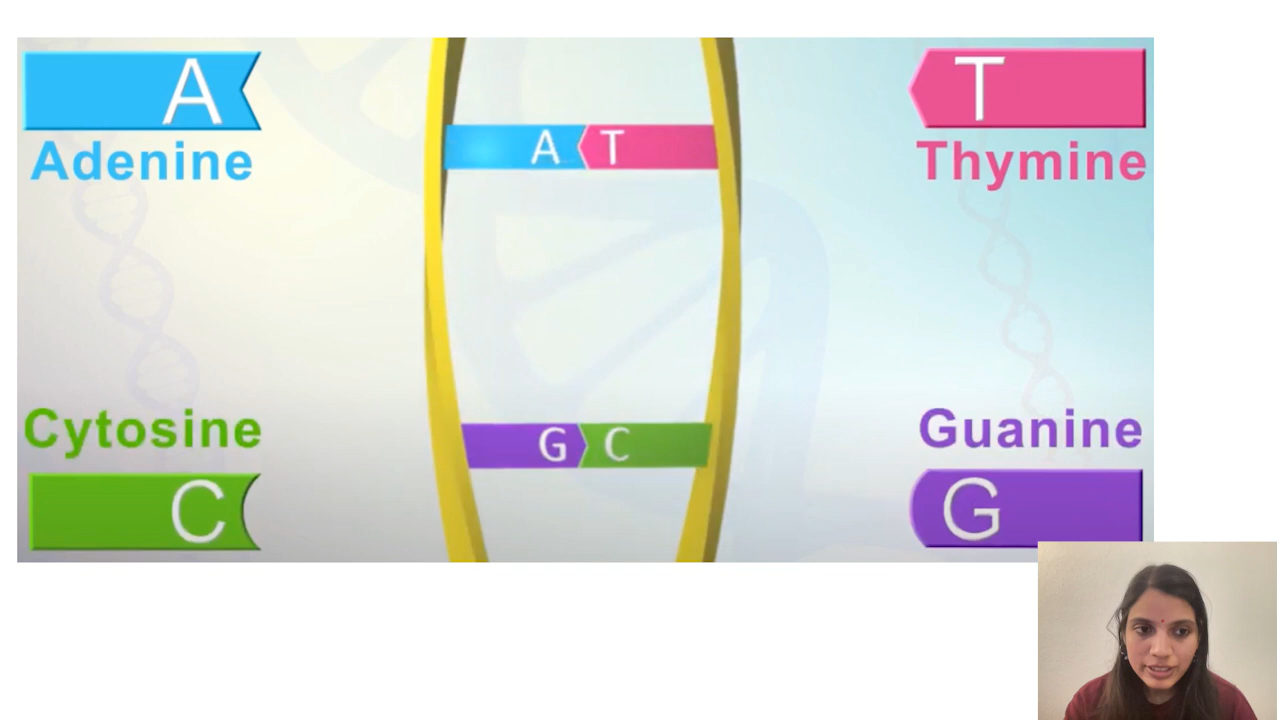 A
T
Adenine
A T
Thymine
Cytosine
G C
Guanine
C
G